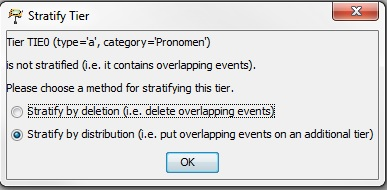 Stratify Tier
Tier TIE0 (type='a', category='Pronomen')
is not stratified (i.e. it contains overlapping events).
Please choose a method for stratifying this tier.
Stratify by deletion (i.e. delete overlapping events)
Stratify by distribution (i.e. put overlapping events on an additional tier)
OK